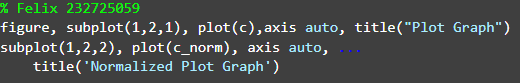 % Felix 232725059
figure, subplot(1,2,1), plot(c),axis auto, title("Plot Graph")
subplot(1,2,2), plot(c_norm), axis auto, ...
title('Normalized Plot Graph')